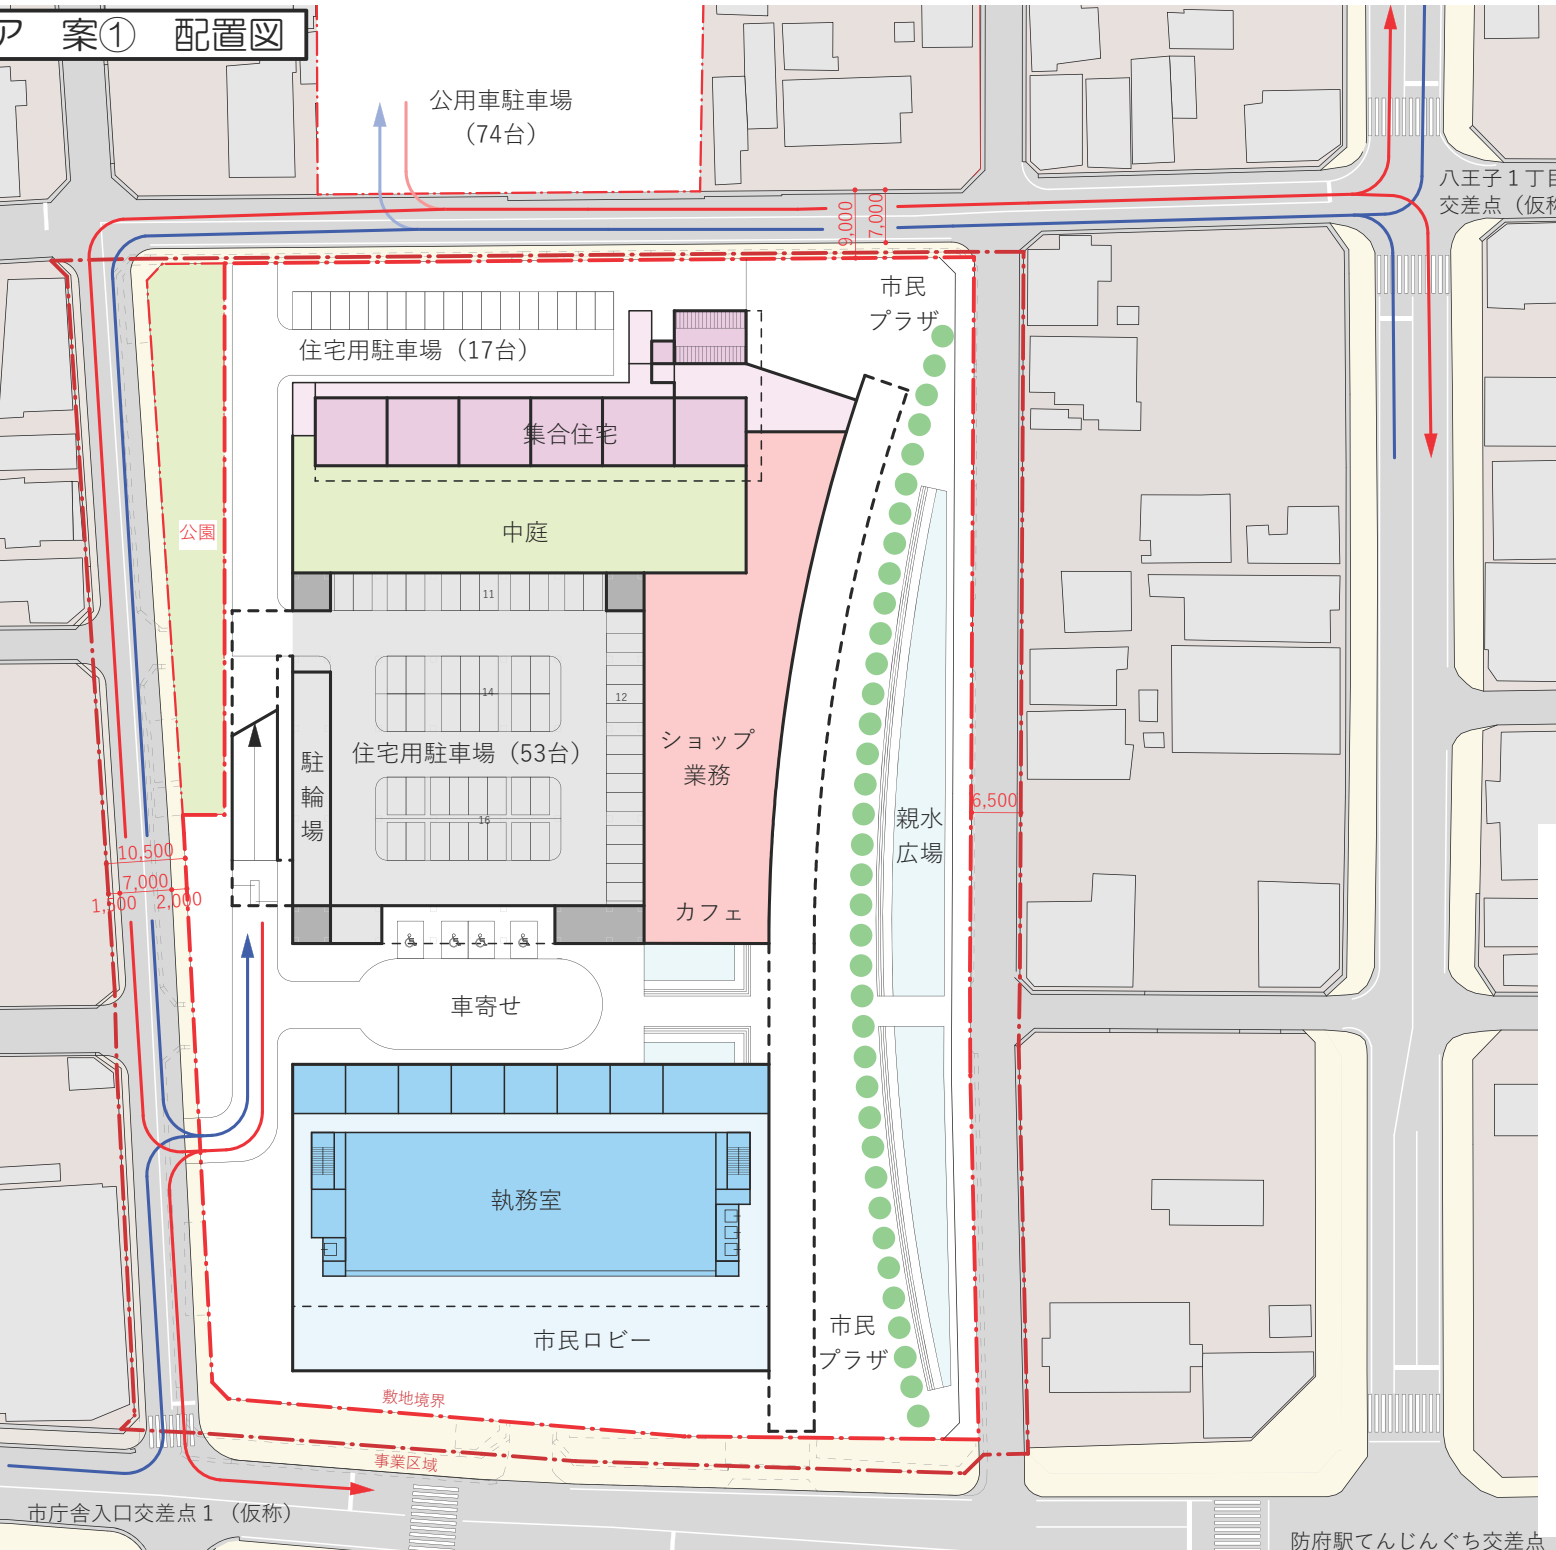 ア　案①　配置図
公用車駐車場
（74台）
八王子１丁目
交差点（仮称
9,000
7,000
市民
プラザ
住宅用駐車場（17台）
集合住宅
中庭
公園
11
14
12
ショップ
業務
住宅用駐車場（53台）
駐
輪
場
16
6,500
親水
広場
10,500
7,000
1,500
2,000
カフェ
車寄せ
執務室
市民ロビー
市民
プラザ
敷地境界
事業区域
市庁舎入口交差点１（仮称）
防府駅てんじんぐち交差点